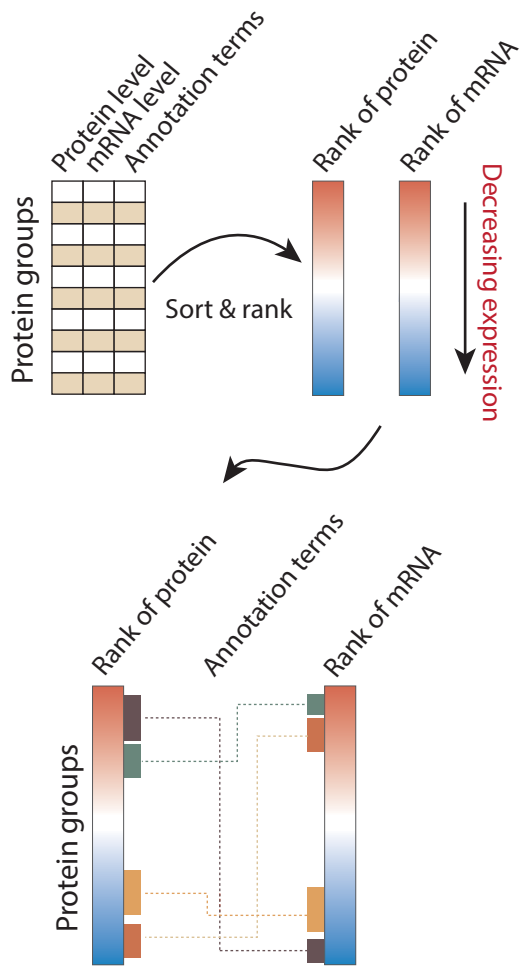 Protein level
mRNA level
Annotation terms
Rank of protein
Rank of mRNA
Protein groups
Sort & rank
Decreasing expression
Rank of protein
Annotation terms
Rank of mRNA
Protein groups